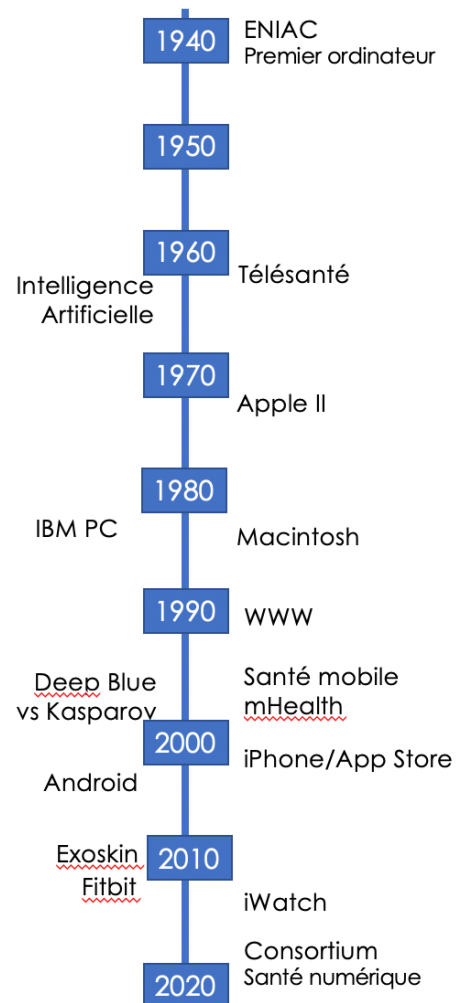 1940
ENIAC
Premier ordinateur
1950
1960
Intelligence
Artificielle
Télésanté
1970
Apple II
1980
IBM PC
Macintosh
1990
WWW
Deep Blue
vs Kasparov
Santé mobile
mHealth
2000
iPhone/App Store
Android
Exoskin
Fitbit
2010
iWatch
Consortium
Santé numérique
2020